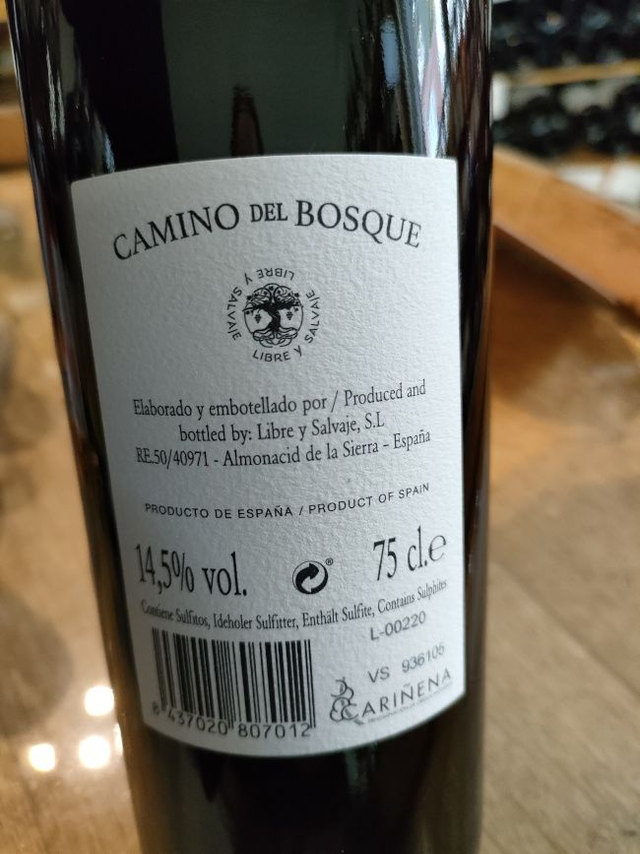 CAMINO DEL BOSQUE
LIBRE Y SALVAJE
LIBRE Y SALVAJE
Elaborado y embotellado por / Produced and
bottled by: Libre y Salvaje, S.L
RE.50/40971 - Almonacid de la Sierra - España
PRODUCTO DE ESPAÑA / PRODUCT OF SPAIN
14,5% vol.
75 cl.e
Contiene Sulfitos, Ideholer Sulfitter, Enthält Sulfite, Contains Sulphites
L-00220
VS 936105
CARIÑENA
8 437020 807012